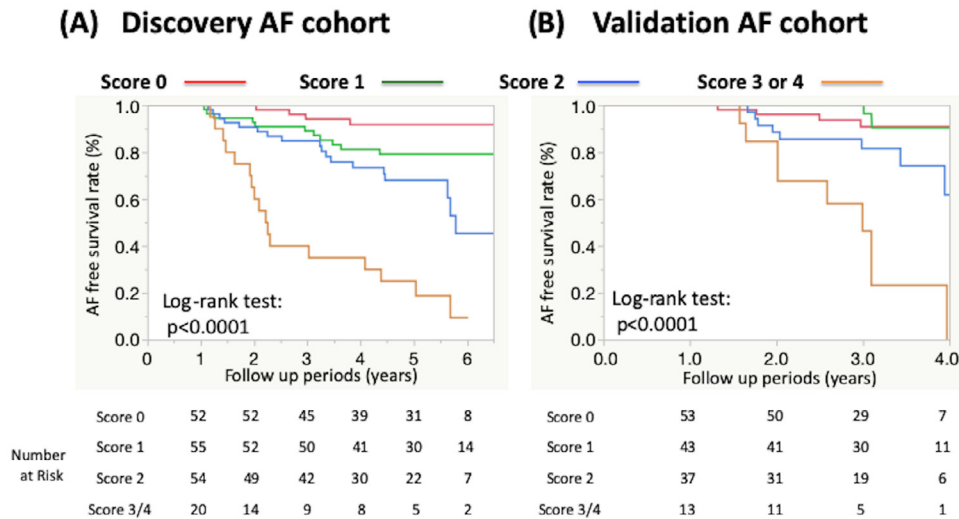 (A) Discovery AF cohort
(B) Validation AF cohort
Score 0 Score 1 Score 2 Score 3 or 4
AF free survival rate (%)
1.0
0.8
0.6
0.4
0.2
0.0
Log-rank test:
p<0.0001
0 1 2 3 4 5 6
Follow up periods (years)
AF free survival rate (%)
1.0
0.8
0.6
0.4
0.2
0.0
Log-rank test:
p<0.0001
0.0 1.0 2.0 3.0 4.0
Follow up periods (years)
Number
at Risk
Score 0 52 52 45 39 31 8
Score 1 55 52 50 41 30 14
Score 2 54 49 42 30 22 7
Score 3/4 20 14 9 8 5 2
Score 0 53 50 29 7
Score 1 43 41 30 11
Score 2 37 31 19 6
Score 3/4 13 11 5 1